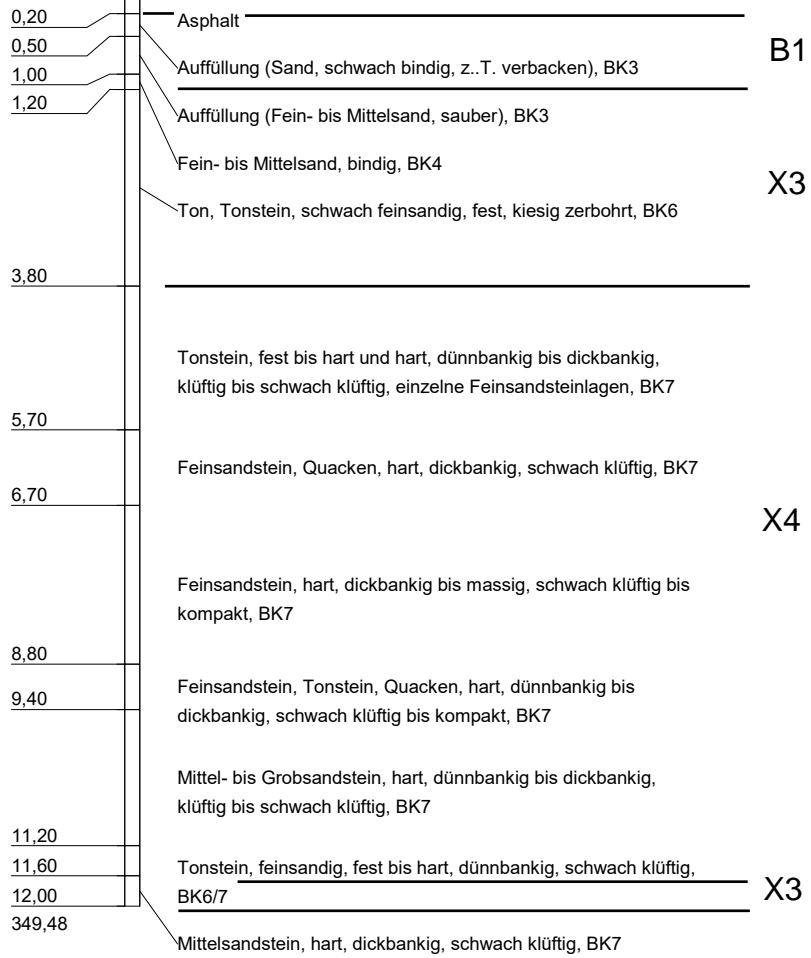 0,20
Asphalt
0,50
B1
Auffüllung (Sand, schwach bindig, z..T. verbacken), BK3
1,00
1,20
Auffüllung (Fein- bis Mittelsand, sauber), BK3
Fein- bis Mittelsand, bindig, BK4
X3
Ton, Tonstein, schwach feinsandig, fest, kiesig zerbohrt, BK6
3,80
Tonstein, fest bis hart und hart, dünnbankig bis dickbankig,
klüftig bis schwach klüftig, einzelne Feinsandsteinlagen, BK7
5,70
Feinsandstein, Quacken, hart, dickbankig, schwach klüftig, BK7
6,70
X4
Feinsandstein, hart, dickbankig bis massig, schwach klüftig bis
kompakt, BK7
8,80
Feinsandstein, Tonstein, Quacken, hart, dünnbankig bis
9,40
dickbankig, schwach klüftig bis kompakt, BK7
Mittel- bis Grobsandstein, hart, dünnbankig bis dickbankig,
klüftig bis schwach klüftig, BK7
11,20
11,60
Tonstein, feinsandig, fest bis hart, dünnbankig, schwach klüftig,
BK6/7
X3
12,00
349,48
Mittelsandstein, hart, dickbankig, schwach klüftig, BK7